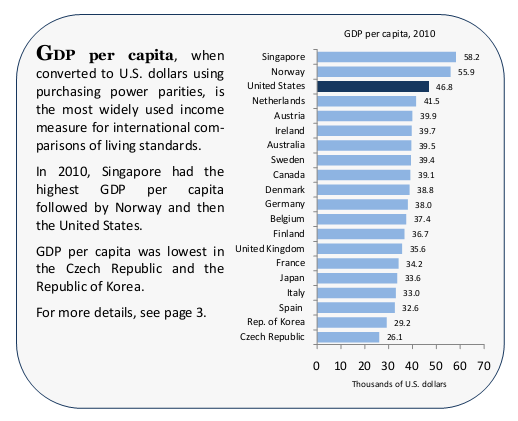 GDP per capita, when
converted to U.S. dollars using
purchasing power parities, is
the most widely used income
measure for international com-
parisons of living standards.
In 2010, Singapore had the
highest GDP per capita
followed by Norway and then
the United States.
GDP per capita was lowest in
the Czech Republic and the
Republic of Korea.
For more details, see page 3.
GDP per capita, 2010
Singapore 58.2
Norway 55.9
United States 46.8
Netherlands 41.5
Austria 39.9
Ireland 39.7
Australia 39.5
Sweden 39.4
Canada 39.1
Denmark 38.8
Germany 38.0
Belgium 37.4
Finland 36.7
United Kingdom 35.6
France 34.2
Japan 33.6
Italy 33.0
Spain 32.6
Rep. of Korea 29.2
Czech Republic 26.1
0 10 20 30 40 50 60 70
Thousands of U.S. dollars